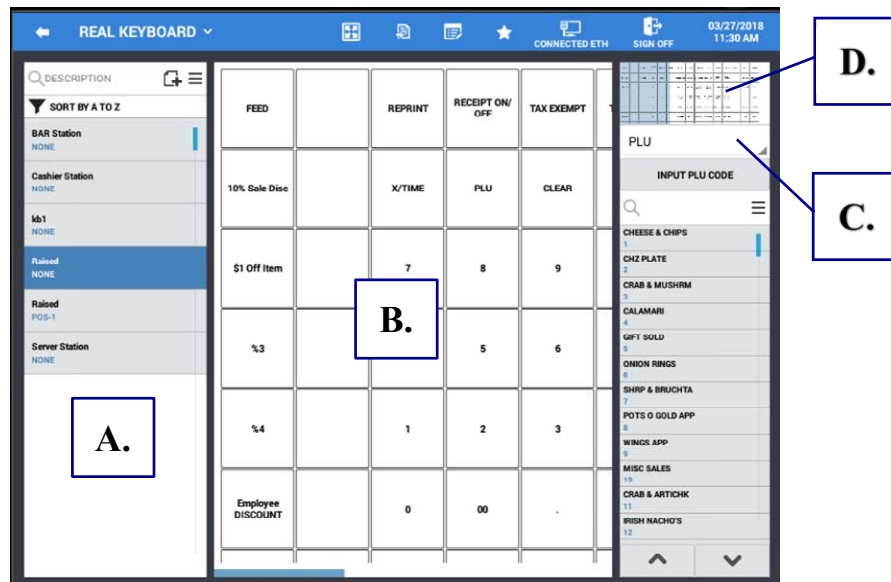 REAL KEYBOARD
CONNECTED ETH
SIGN OFF
03/27/2018
11:30 AM
D.
DESCRIPTION
SORT BY A TO Z
BAR Station
NONE
Cashier Station
NONE
kb1
NONE
Raised
NONE
Raised
POS-1
Server Station
NONE
A.
FEED
REPRINT
RECEIPT ON/
OFF
TAX EXEMPT
10% Sale Disc
X/TIME
PLU
CLEAR
$1 Off Item
7
8
9
B.
%3
5
6
%4
1
2
3
Employee
DISCOUNT
0
00
.
PLU
C.
INPUT PLU CODE
CHEESE & CHIPS
1
CHZ PLATE
2
CRAB & MUSHRM
3
CALAMARI
4
GIFT SOLD
5
ONION RINGS
6
SHRP & BRUCHTA
7
POTS O GOLD APP
8
WINGS APP
9
MISC SALES
10
CRAB & ARTICHK
11
IRISH NACHO'S
12